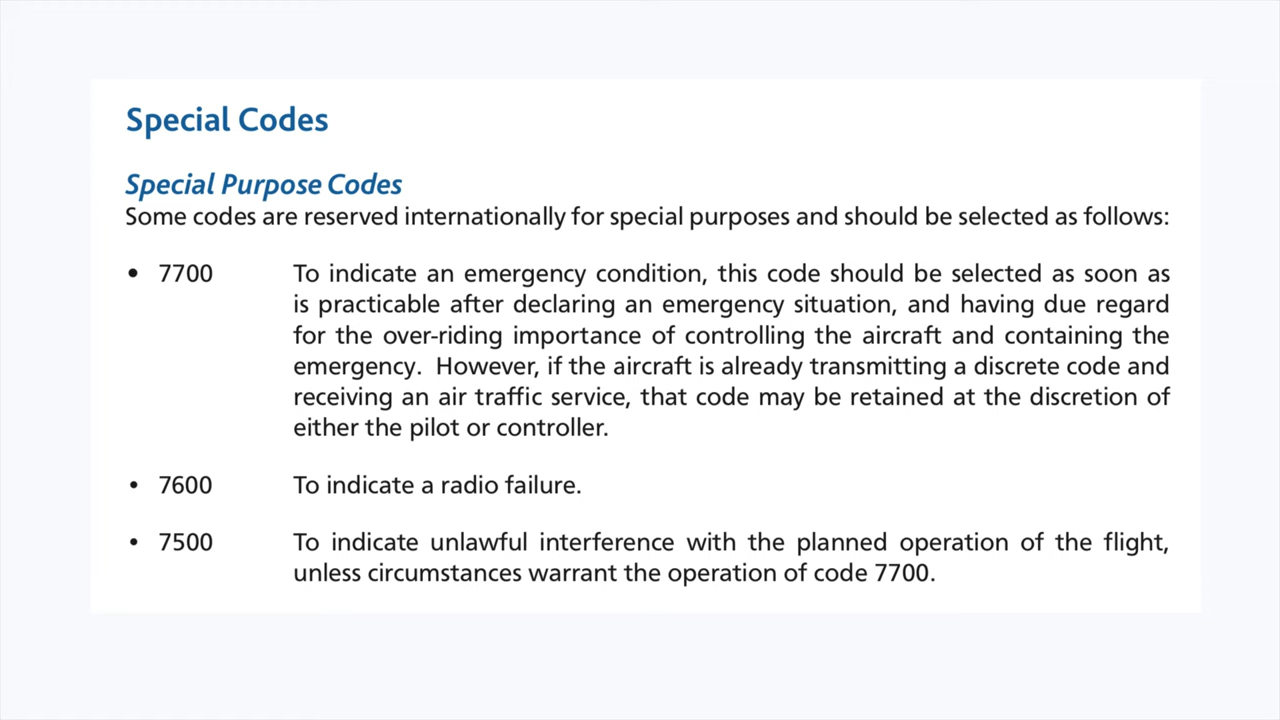 Special Codes
Special Purpose Codes
Some codes are reserved internationally for special purposes and should be selected as follows:
• 7700 To indicate an emergency condition, this code should be selected as soon as
is practicable after declaring an emergency situation, and having due regard
for the over-riding importance of controlling the aircraft and containing the
emergency. However, if the aircraft is already transmitting a discrete code and
receiving an air traffic service, that code may be retained at the discretion of
either the pilot or controller.
• 7600 To indicate a radio failure.
• 7500 To indicate unlawful interference with the planned operation of the flight,
unless circumstances warrant the operation of code 7700.